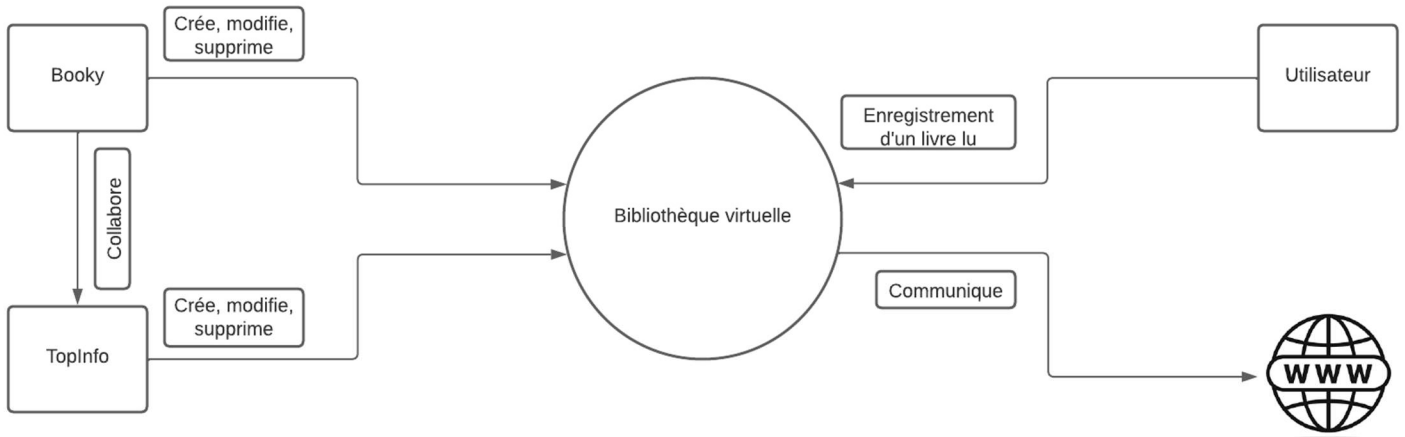 Crée, modifie,
supprime
Booky
Utilisateur
Enregistrement
d'un livre lu
Collabore
Bibliothèque virtuelle
Communique
Crée, modifie,
supprime
TopInfo
WWW